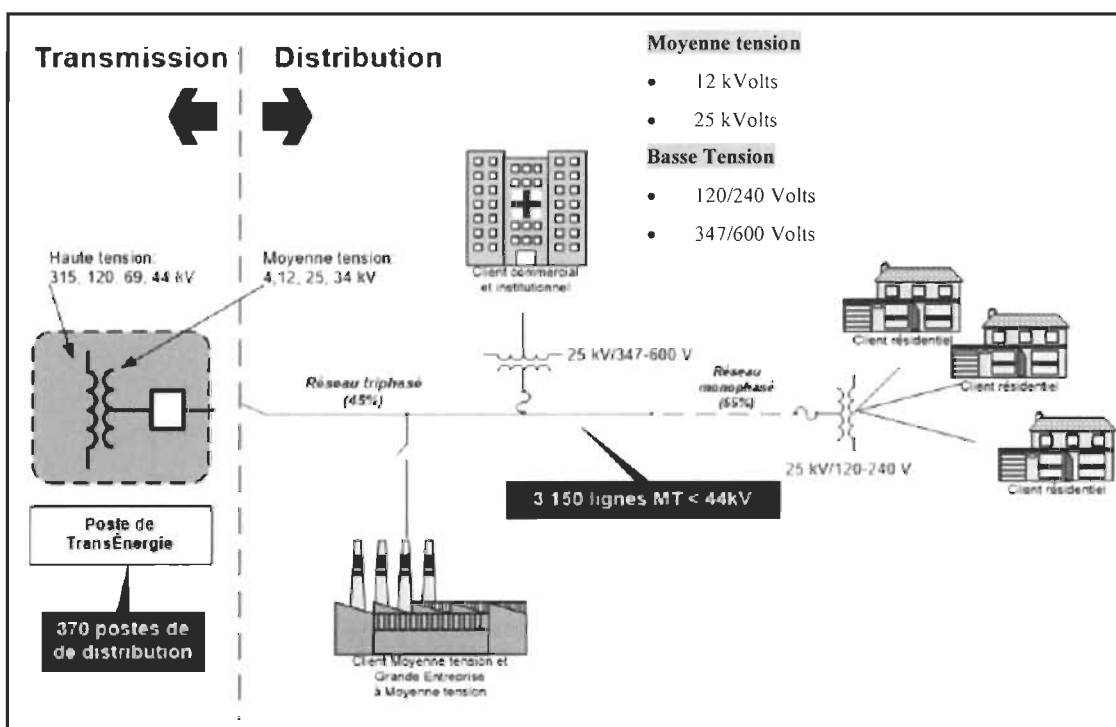 Transmission
Distribution
Moyenne tension
• 12 kVolts
• 25 kVolts
Basse Tension
• 120/240 Volts
• 347/600 Volts
Haute tension:
315, 120, 69, 44 kV
Moyenne tension:
4,12, 25, 34 kV
Client commercial
et institutionnel
25 kV/347-600 V
Réseau triphasé
(45%)
Réseau
monophasé
(55%)
Client résidentiel
Client résidentiel
Client résidentiel
25 kV/120-240 V
3 150 lignes MT < 44kV
Poste de
TransÉnergie
370 postes de
de distribution
Client Moyenne tension et
Grande Entreprise
à Moyenne tension